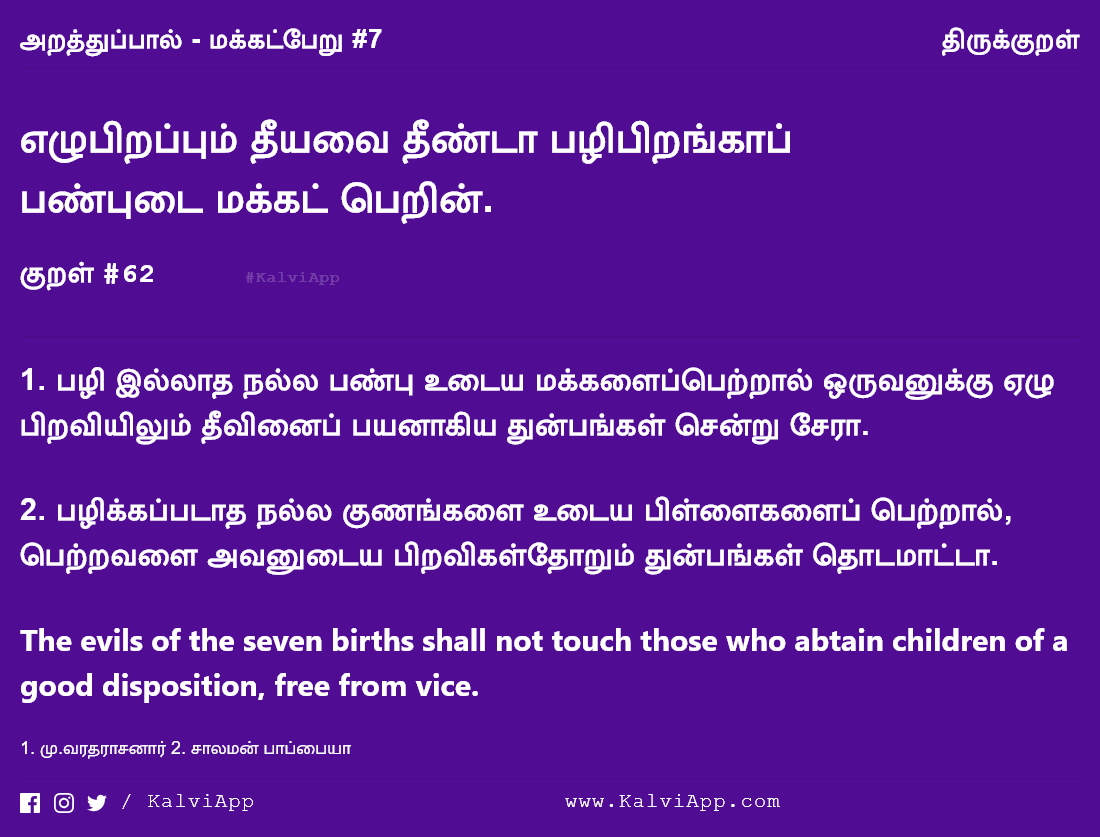 அறத்துப்பால் - மக்கட்பேறு #7
திருக்குறள்
எழுபிறப்பும் தீயவை தீண்டா பழிபிறங்காப்
பண்புடை மக்கட் பெறின்.
குறள் #62
#KalviApp
1. பழி இல்லாத நல்ல பண்பு உடைய மக்களைப்பெற்றால் ஒருவனுக்கு ஏழு
பிறவியிலும் தீவினைப் பயனாகிய துன்பங்கள் சென்று சேரா.
2. பழிக்கப்படாத நல்ல குணங்களை உடைய பிள்ளைகளைப் பெற்றால்,
பெற்றவளை அவனுடைய பிறவிகள்தோறும் துன்பங்கள் தொடமாட்டா.
The evils of the seven births shall not touch those who abtain children of a
good disposition, free from vice.
1. மு.வரதராசனார் 2. சாலமன் பாப்பையா
/ KalviApp
www.KalviApp.com